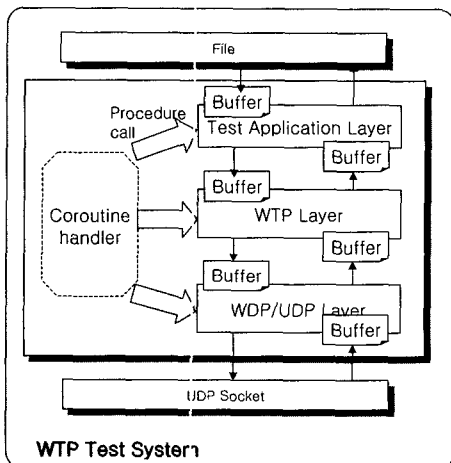 File
Buffer
Procedure
call
Test Application Layer
Buffer
Buffer
WTP Layer
Coroutine
handler
Buffer
Buffer
WDP/UDP Layer
Buffer
UDP Socket
WTP Test System